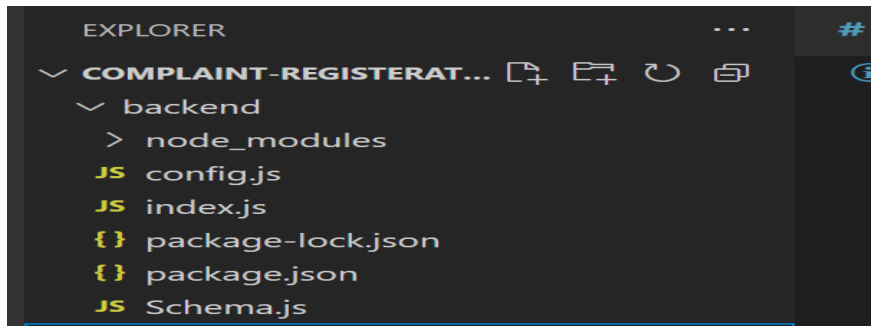 EXPLORER ... #
COMPLAINT-REGISTERAT...
backend
node_modules
JS config.js
JS index.js
{} package-lock.json
{} package.json
JS Schema.js